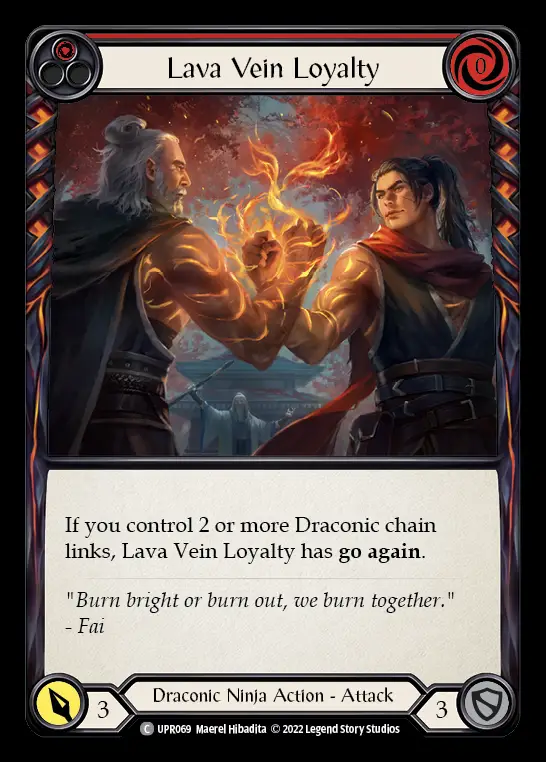 Lava Vein Loyalty
0
If you control 2 or more Draconic chain
links, Lava Vein Loyalty has go again.
"Burn bright or burn out, we burn together."
- Fai
3
Draconic Ninja Action - Attack
3
C UPR069 Maerel Hibadita © 2022 Legend Story Studios